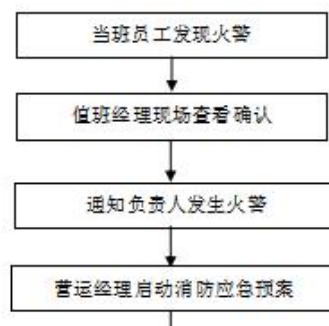 当班员工发现火警
值班经理现场查看确认
通知负责人发生火警
营运经理启动消防应急预案